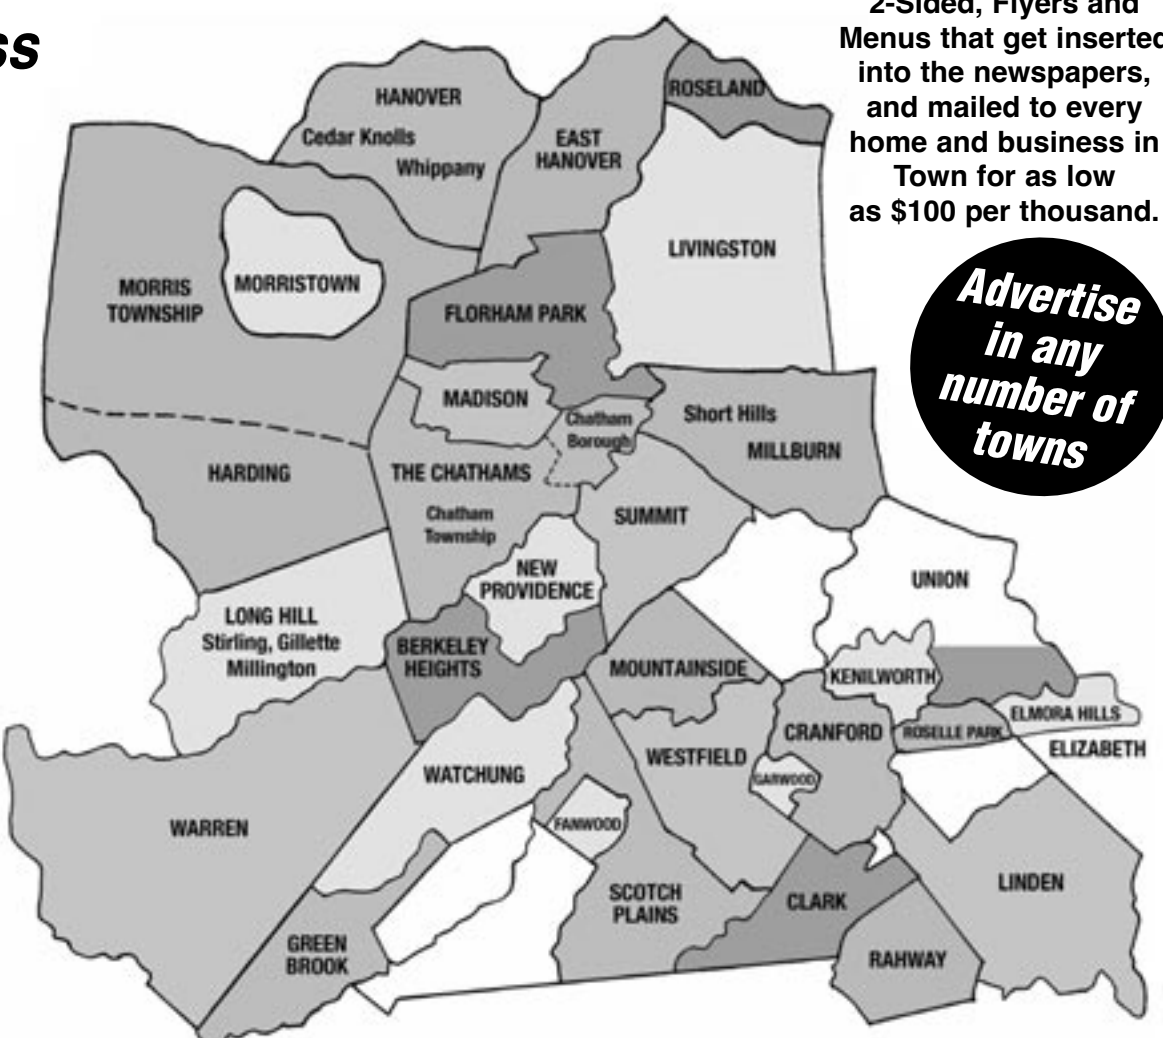 ss
2-Sided, Flyers and
Menus that get inserted
into the newspapers,
and mailed to every
home and business in
Town for as low
as $100 per thousand.
Advertise
in any
number of
towns
HANOVER
Cedar Knolls
Whippany
EAST
HANOVER
ROSELAND
LIVINGSTON
MORRIS
TOWNSHIP
MORRISTOWN
FLORHAM PARK
MADISON
Chatham
Borough
Short Hills
MILLBURN
HARDING
THE CHATHAMS
Chatham
Township
SUMMIT
NEW
PROVIDENCE
UNION
LONG HILL
Stirling, Gillette
Millington
BERKELEY
HEIGHTS
MOUNTAINSIDE
KENILWORTH
ELMORA HILLS
ROSELLE PARK
CRANFORD
ELIZABETH
WESTFIELD
WATCHUNG
GARWOOD
WARREN
FANWOOD
SCOTCH
PLAINS
CLARK
LINDEN
GREEN
BROOK
RAHWAY